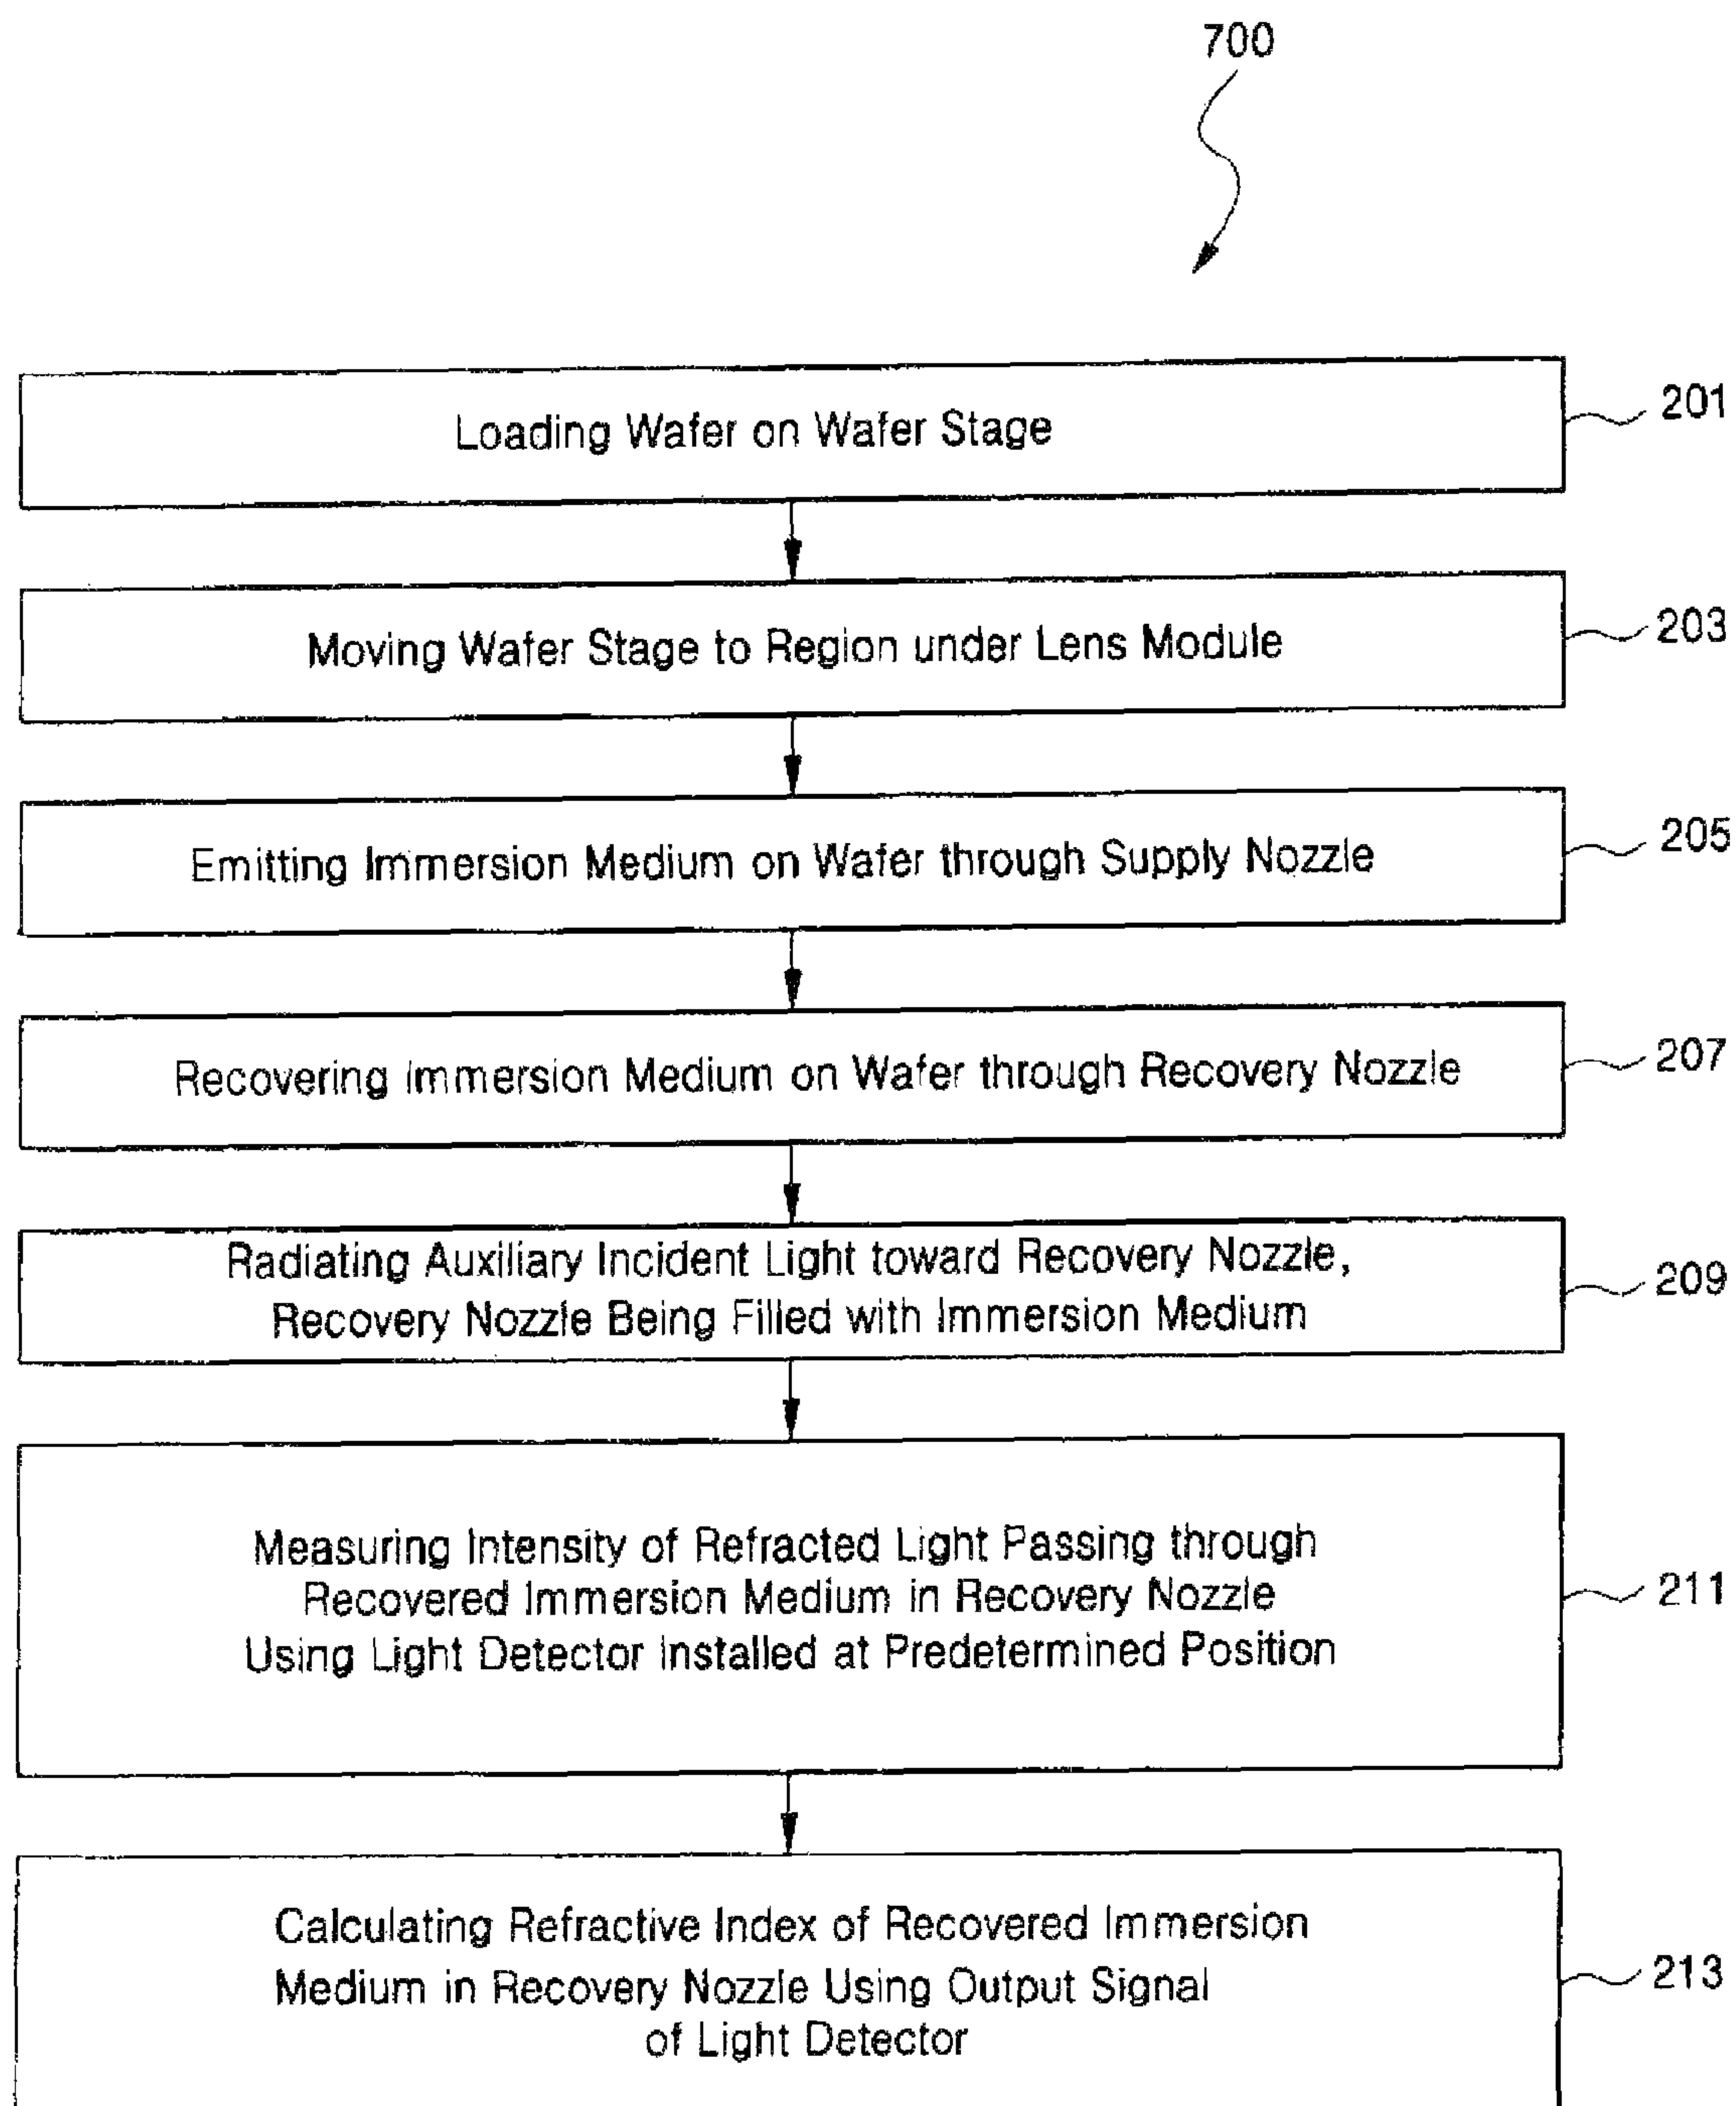 700
Loading Wafer on Wafer Stage
201
Moving Wafer Stage to Region under Lens Module
203
Emitting Immersion Medium on Wafer through Supply Nozzle
205
Recovering Immersion Medium on Wafer through Recovery Nozzle
207
Radiating Auxiliary Incident Light toward Recovery Nozzle,
Recovery Nozzle Being Filled with Immersion Medium
209
Measuring Intensity of Refracted Light Passing through
Recovered Immersion Medium in Recovery Nozzle
Using Light Detector Installed at Predetermined Position
211
Calculating Refractive Index of Recovered Immersion
Medium in Recovery Nozzle Using Output Signal
of Light Detector
213